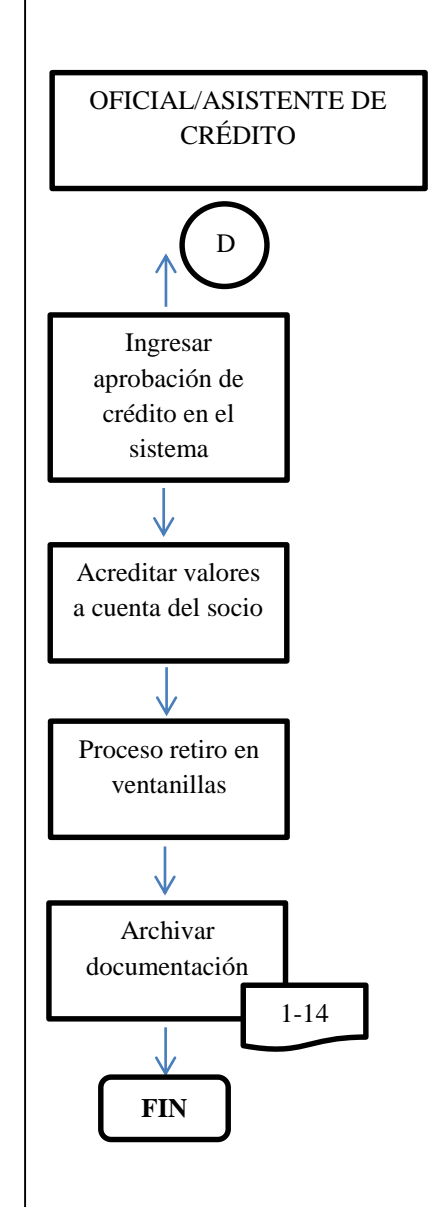 OFICIAL/ASISTENTE DE
CRÉDITO
D
Ingresar
aprobación de
crédito en el
sistema
Acreditar valores
a cuenta del socio
Proceso retiro en
ventanillas
Archivar
documentación
1-14
FIN